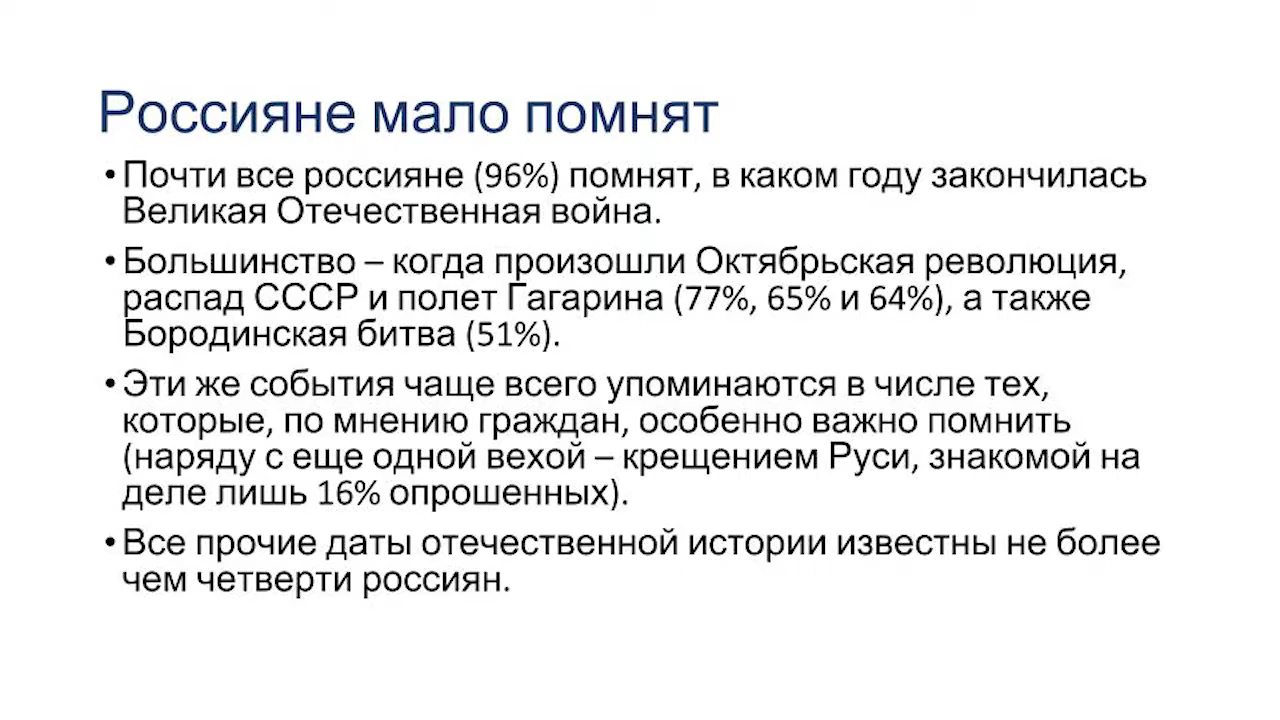 Россияне мало помнят
• Почти все россияне (96%) помнят, в каком году закончилась
Великая Отечественная война.
• Большинство – когда произошли Октябрьская революция,
распад СССР и полет Гагарина (77%, 65% и 64%), а также
Бородинская битва (51%).
• Эти же события чаще всего упоминаются в числе тех,
которые, по мнению граждан, особенно важно помнить
(наряду с еще одной вехой – крещением Руси, знакомой на
деле лишь 16% опрошенных).
• Все прочие даты отечественной истории известны не более
чем четверти россиян.